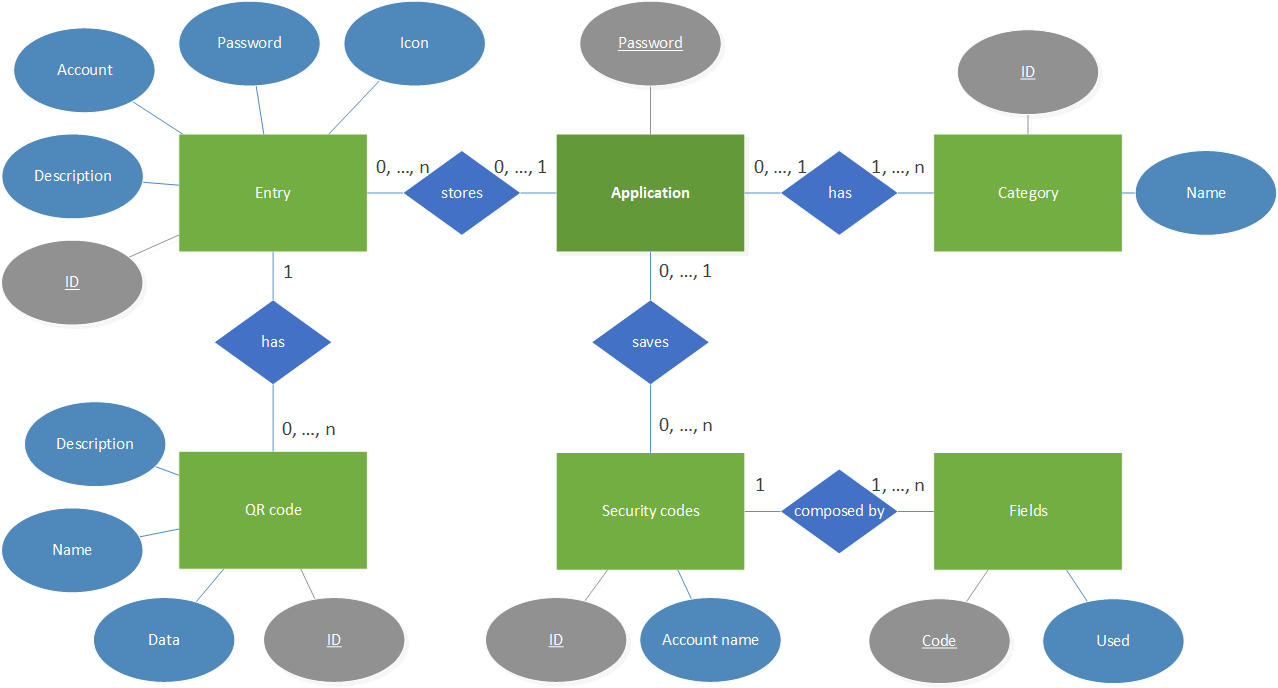 Password
Icon
Password
Account
ID
Description
Entry
0, ..., n
stores
0, ..., 1
Application
0, ..., 1
has
1, ..., n
Category
Name
ID
1
0, ..., 1
has
saves
0, ..., n
0, ..., n
Description
QR code
Security codes
1
composed by
1, ..., n
Fields
Name
Data
ID
ID
Account name
Code
Used